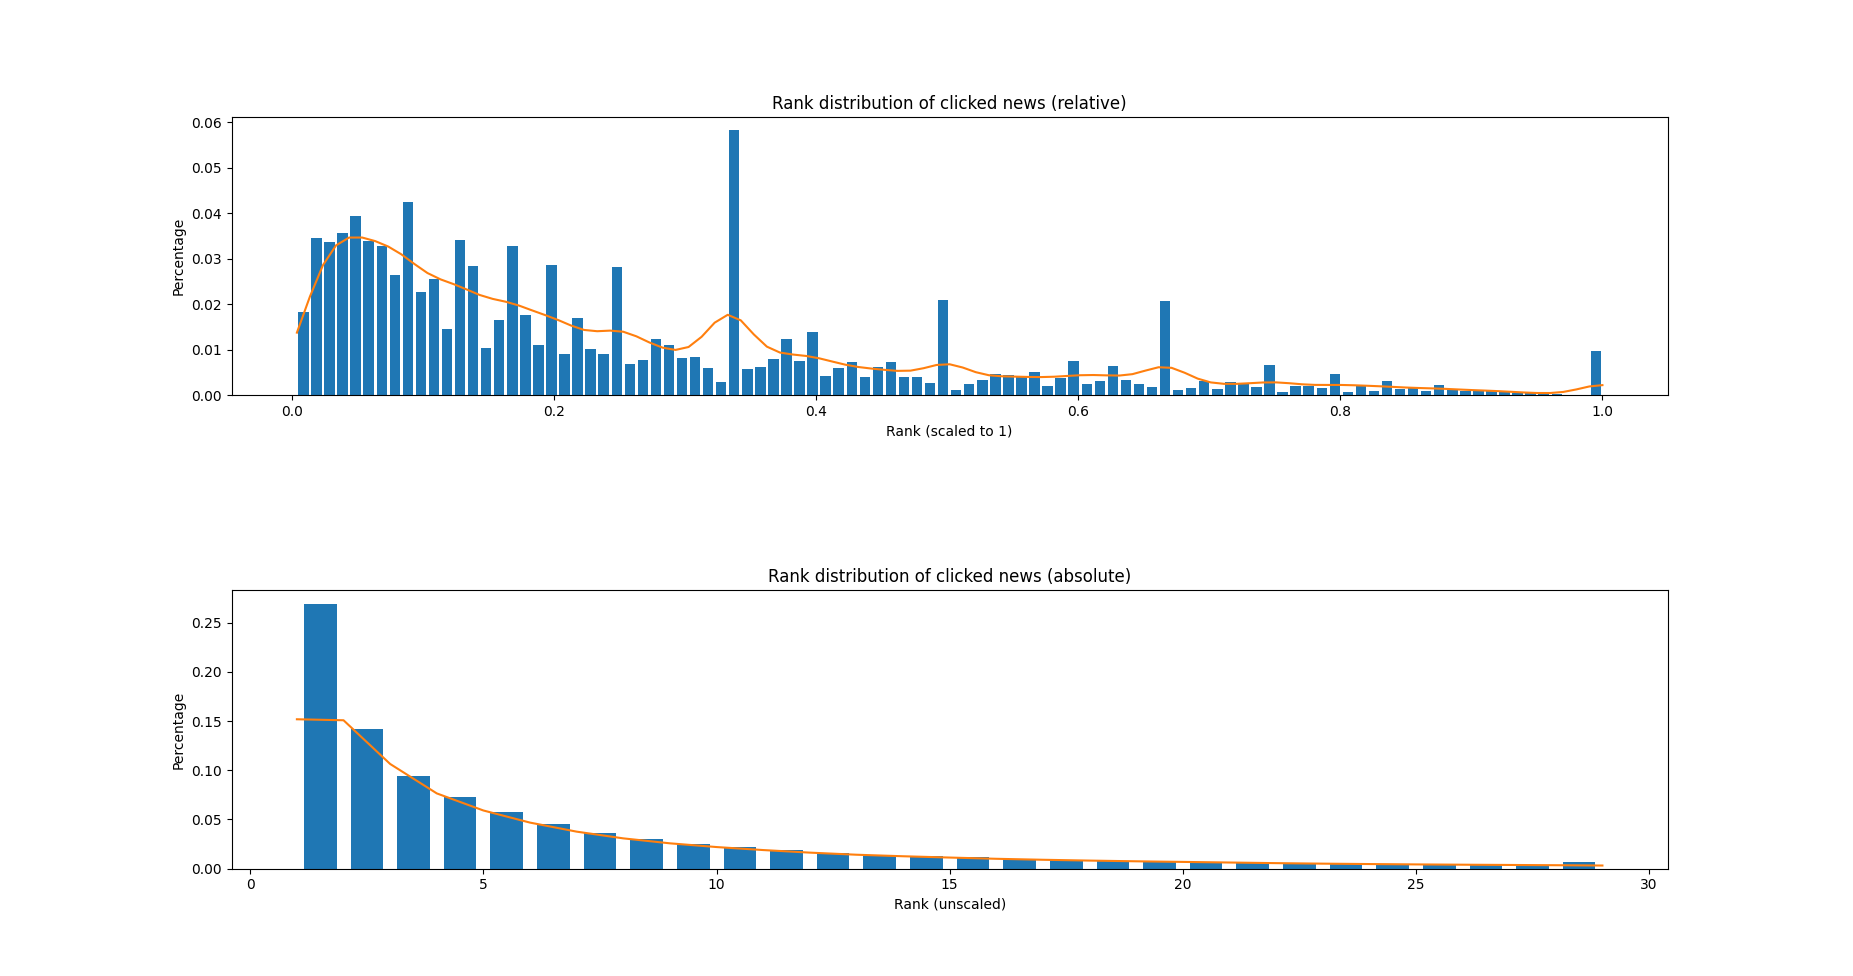 Rank distribution of clicked news (relative)
0.06
0.05
0.04
0.03
0.02
0.01
0.00
Percentage
0.0 0.2 0.4 0.6 0.8 1.0
Rank (scaled to 1)
Rank distribution of clicked news (absolute)
0.25
0.20
0.15
0.10
0.05
0.00
Percentage
0 5 10 15 20 25 30
Rank (unscaled)